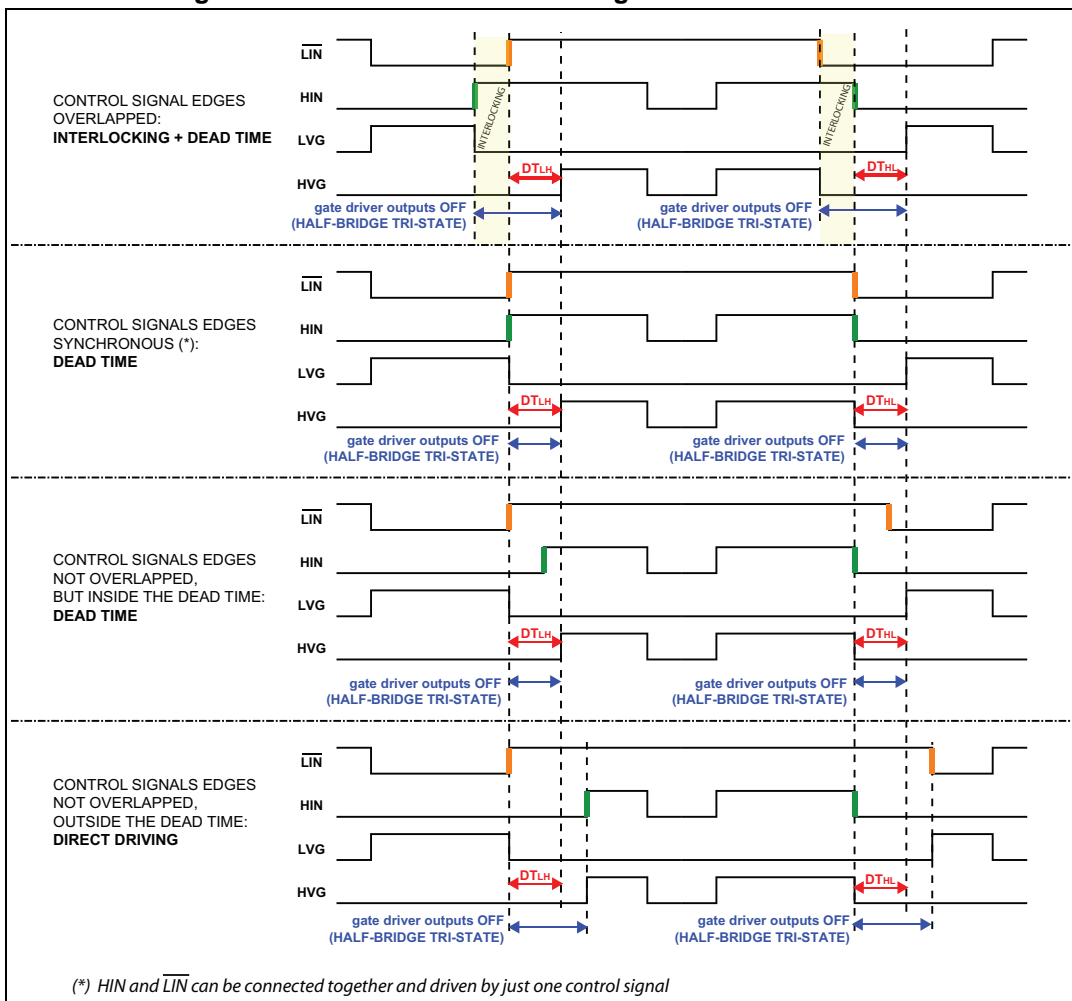 LIN
HIN
LVG
HVG
CONTROL SIGNAL EDGES
OVERLAPPED:
INTERLOCKING + DEAD TIME
INTERLOCKING
INTERLOCKING
DTLH
DTHL
gate driver outputs OFF
(HALF-BRIDGE TRI-STATE)
gate driver outputs OFF
(HALF-BRIDGE TRI-STATE)
LIN
HIN
LVG
HVG
CONTROL SIGNALS EDGES
SYNCHRONOUS (*):
DEAD TIME
DTLH
DTHL
gate driver outputs OFF
(HALF-BRIDGE TRI-STATE)
gate driver outputs OFF
(HALF-BRIDGE TRI-STATE)
LIN
HIN
LVG
HVG
CONTROL SIGNALS EDGES
NOT OVERLAPPED,
BUT INSIDE THE DEAD TIME:
DEAD TIME
DTLH
DTHL
gate driver outputs OFF
(HALF-BRIDGE TRI-STATE)
gate driver outputs OFF
(HALF-BRIDGE TRI-STATE)
LIN
HIN
LVG
HVG
CONTROL SIGNALS EDGES
NOT OVERLAPPED,
OUTSIDE THE DEAD TIME:
DIRECT DRIVING
DTLH
DTHL
gate driver outputs OFF
(HALF-BRIDGE TRI-STATE)
gate driver outputs OFF
(HALF-BRIDGE TRI-STATE)
(*) HIN and LIN can be connected together and driven by just one control signal